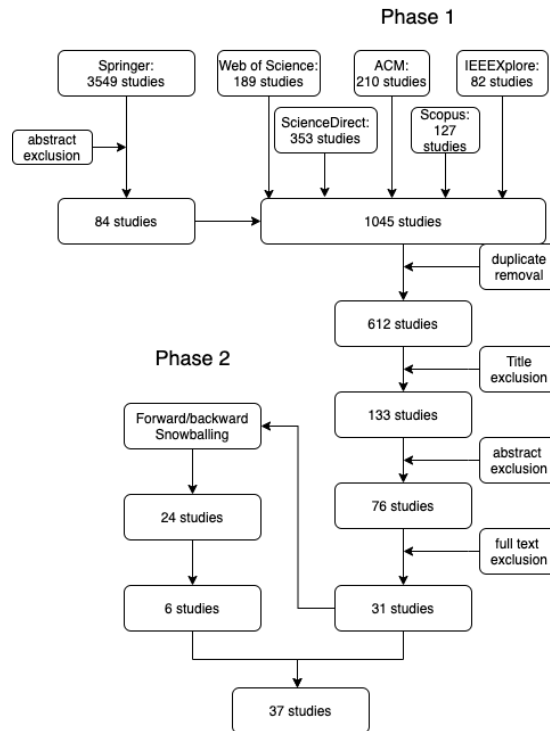 Phase 1
Springer:
3549 studies
Web of Science:
189 studies
ACM:
210 studies
IEEEXplore:
82 studies
ScienceDirect:
353 studies
Scopus:
127
studies
abstract
exclusion
84 studies
1045 studies
duplicate
removal
612 studies
Phase 2
Title
exclusion
133 studies
Forward/backward
Snowballing
abstract
exclusion
76 studies
24 studies
full text
exclusion
6 studies
31 studies
37 studies